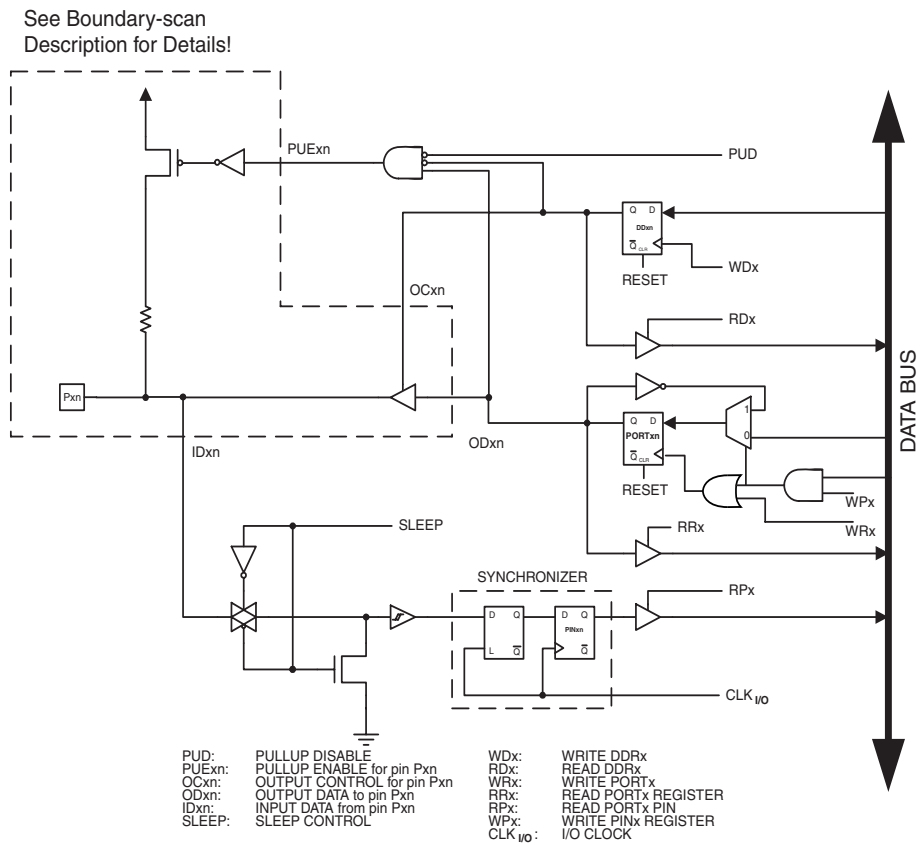 See Boundary-scan
Description for Details!
PUExn
PUD
Q D
DDxn
Q CLR
WDx
RESET
OCxn
RDx
Pxn
Q D
PORTxn
Q CLR
1
0
ODxn
IDxn
RESET
WPx
WRx
RRx
SLEEP
SYNCHRONIZER
RPx
D Q
L Q
D Q
PINxn
Q
CLK I/O
DATA BUS
PUD: PULLUP DISABLE
PUExn: PULLUP ENABLE for pin Pxn
OCxn: OUTPUT CONTROL for pin Pxn
ODxn: OUTPUT DATA to pin Pxn
IDxn: INPUT DATA from pin Pxn
SLEEP: SLEEP CONTROL
WDx: WRITE DDRx
RDx: READ DDRx
WRx: WRITE PORTx
RRx: READ PORTx REGISTER
RPx: READ PORTx PIN
WPx: WRITE PINx REGISTER
CLK I/O: I/O CLOCK